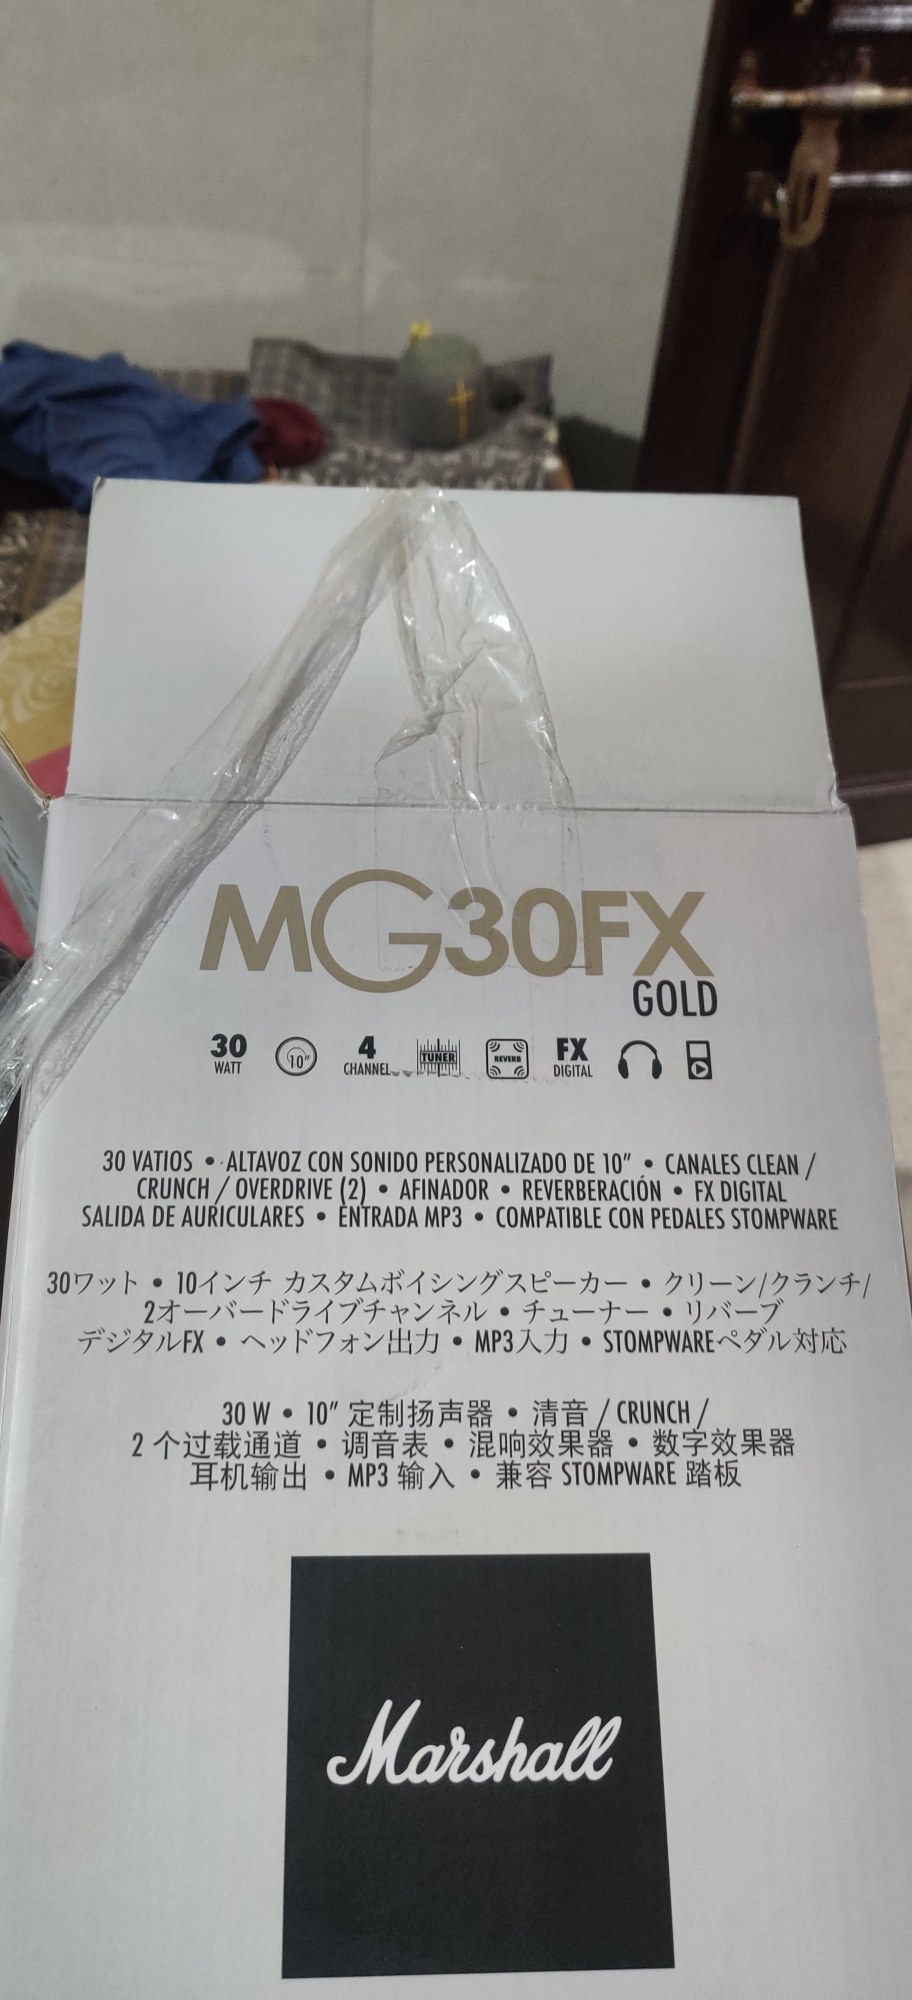 MG30FX
GOLD
30 WATT 10" 4 CHANNEL TUNER REVERB FX DIGITAL
30 VATIOS • ALTAVOZ CON SONIDO PERSONALIZADO DE 10" • CANALES CLEAN /
CRUNCH / OVERDRIVE (2) • AFINADOR • REVERBERACIÓN • FX DIGITAL
SALIDA DE AURICULARES • ENTRADA MP3 • COMPATIBLE CON PEDALES STOMPWARE
30ワット • 10インチ カスタムボイシングスピーカー • クリーン/クランチ/
2オーバードライブチャンネル • チューナー • リバーブ
デジタルFX • ヘッドフォン出力 • MP3入力 • STOMPWAREペダル対応
30 W • 10" 定制扬声器 • 清音 / CRUNCH /
2 个过载通道 • 调音表 • 混响效果器 • 数字效果器
耳机输出 • MP3 输入 • 兼容 STOMPWARE 踏板
Marshall